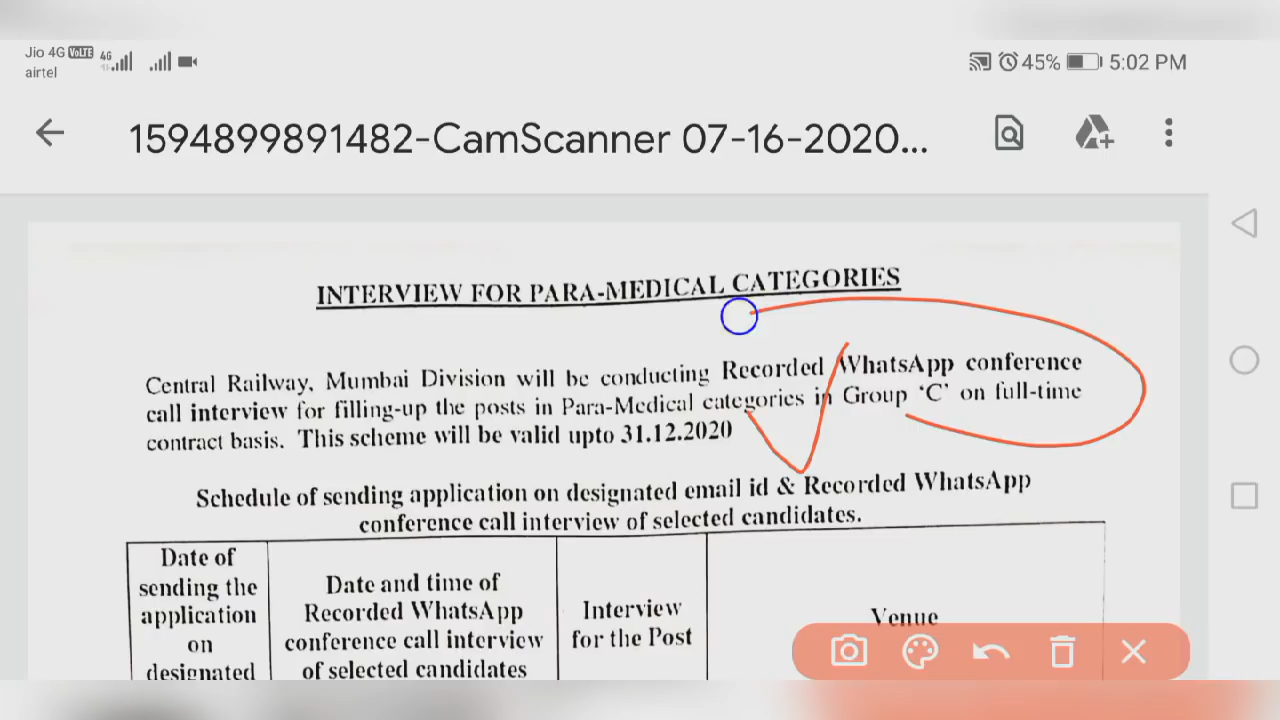 Jio 4G VoLTE 4G
airtel
45% 5:02 PM
1594899891482-CamScanner 07-16-2020...
INTERVIEW FOR PARA-MEDICAL CATEGORIES
Central Railway, Mumbai Division will be conducting Recorded WhatsApp conference
call interview for filling-up the posts in Para-Medical categories in Group ‘C’ on full-time
contract basis. This scheme will be valid upto 31.12.2020
Schedule of sending application on designated email id & Recorded WhatsApp
conference call interview of selected candidates.
Date of
sending the
application
on
designated
Date and time of
Recorded WhatsApp
conference call interview
of selected candidates
Interview
for the Post
Venue